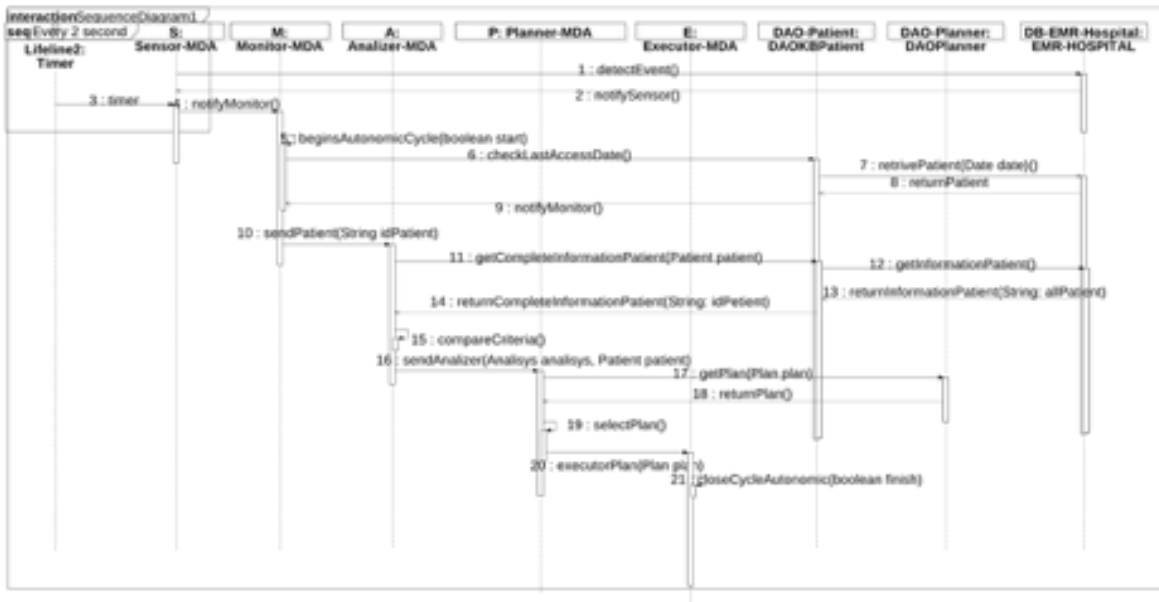 interaction SequenceDiagram1
seq Every 2 second
Lifeline2:
Timer
S:
Sensor-MDA
M:
Monitor-MDA
A:
Analizer-MDA
P: Planner-MDA
E:
Executor-MDA
DAO-Patient:
DAOKBPatient
DAO-Planner:
DAOPlanner
DB-EMR-Hospital:
EMR-HOSPITAL
1 : detectEvent()
2 : notifySensor()
3 : timer
4 : notifyMonitor()
5 : beginsAutonomicCycle(boolean start)
6 : checkLastAccessDate()
7 : retrivePatient(Date date)()
8 : returnPatient
9 : notifyMonitor()
10 : sendPatient(String idPatient)
11 : getCompleteInformationPatient(Patient patient)
12 : getInformationPatient()
13 : returnInformationPatient(String: allPatient)
14 : returnCompleteInformationPatient(String: idPetient)
15 : compareCriteria()
16 : sendAnalizer(Analisys analisys, Patient patient)
17 : getPlan(Plan plan)
18 : returnPlan()
19 : selectPlan()
20 : executorPlan(Plan plan)
21 : closeCycleAutonomic(boolean finish)